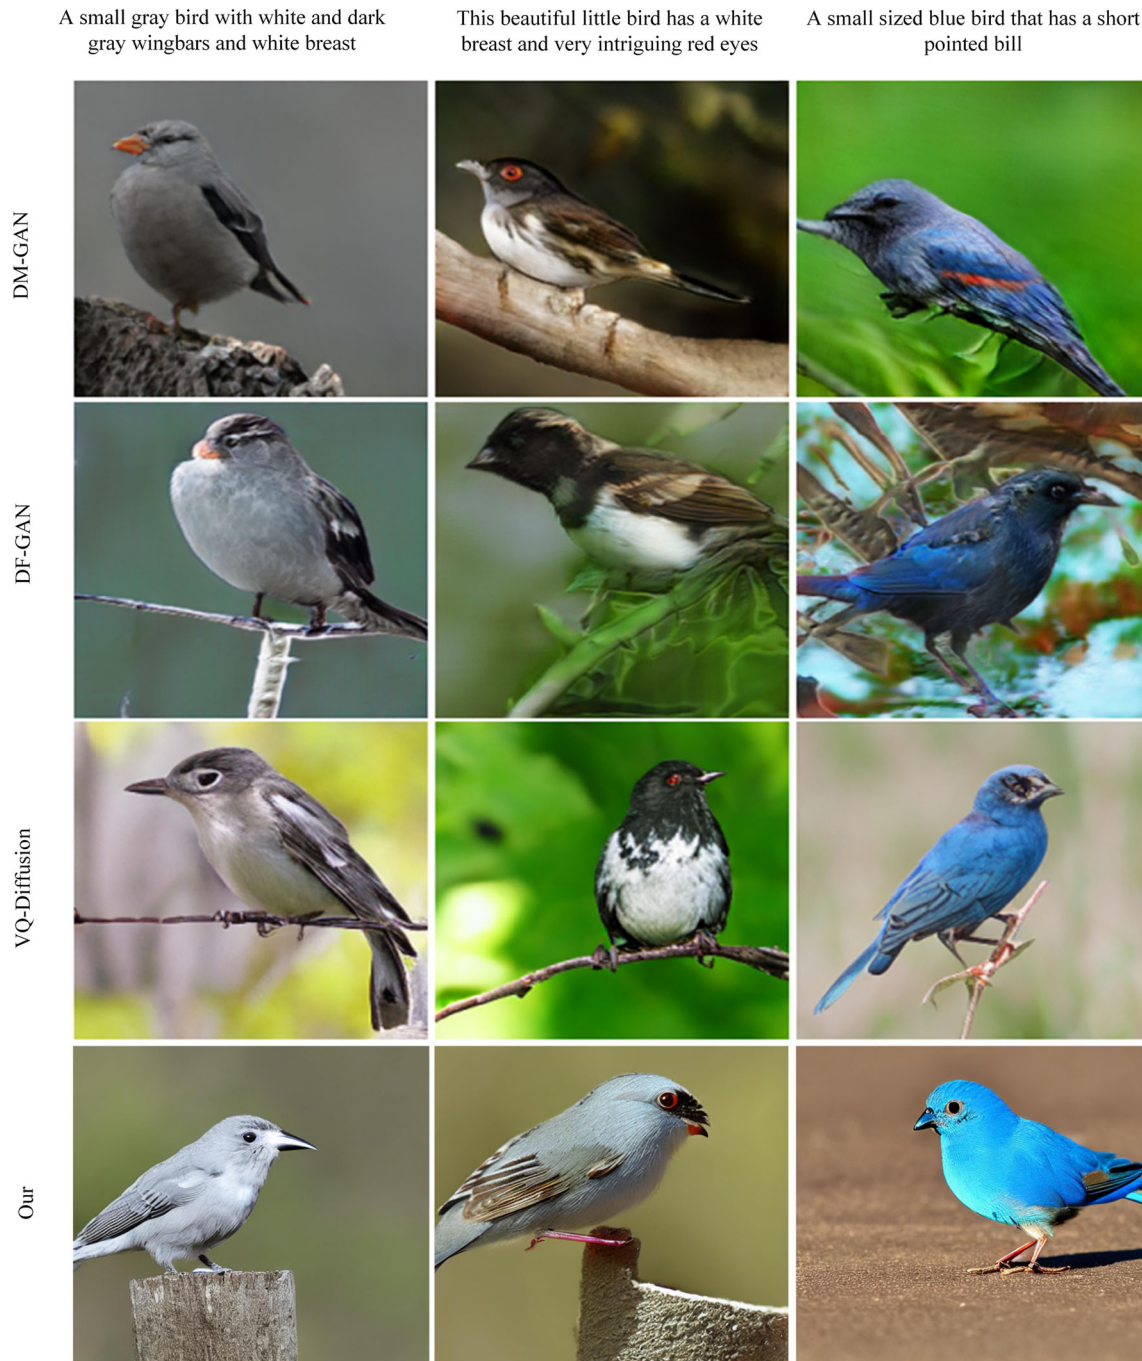 A small gray bird with white and dark
gray wingbars and white breast
This beautiful little bird has a white
breast and very intriguing red eyes
A small sized blue bird that has a short
pointed bill
DM-GAN
DF-GAN
VQ-Diffusion
Our